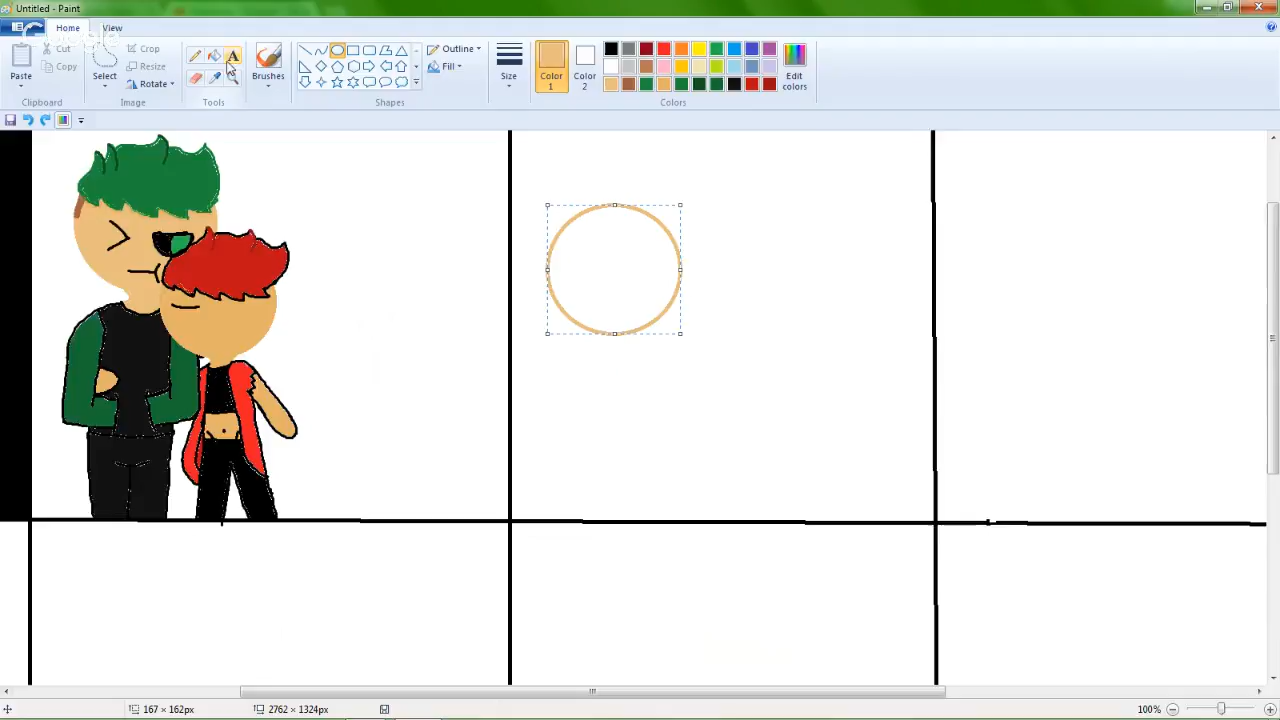 Untitled - Paint
Home View
Paste
Cut
Copy
Clipboard
Select
Crop
Resize
Rotate
Image
A
Tools
Brushes
Shapes
Outline
Fill
Size
Color 1
Color 2
Edit colors
Colors
167 × 162px
2762 × 1324px
100%